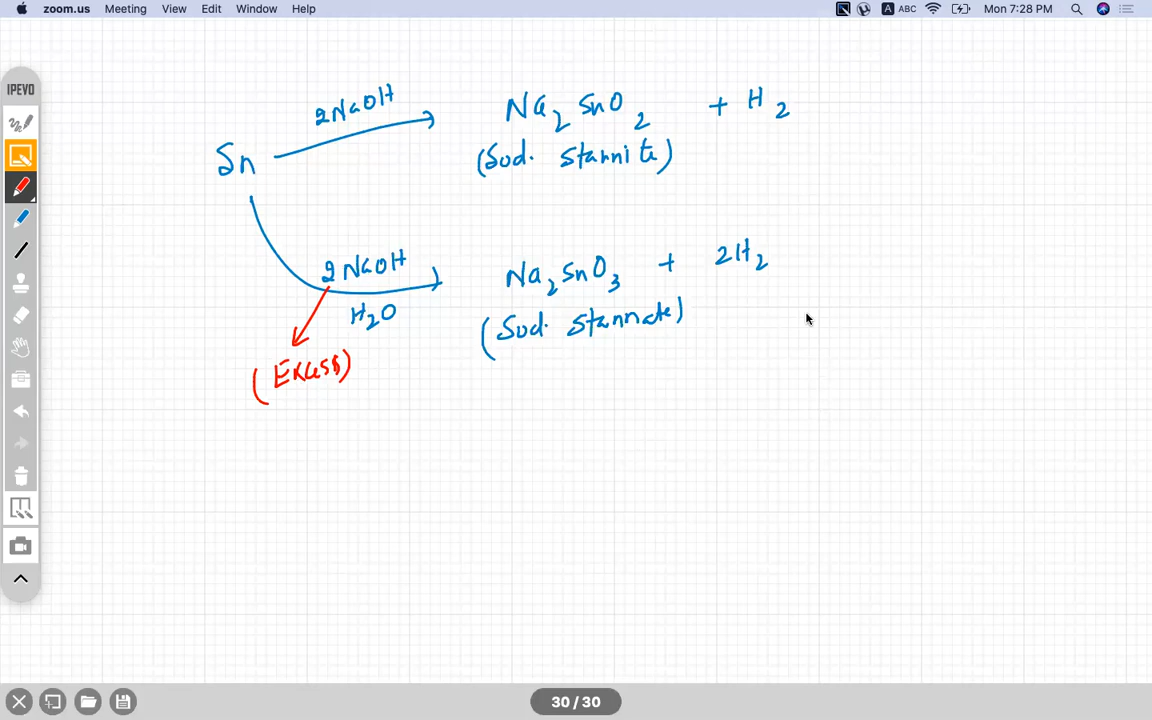 zoom.us Meeting View Edit Help A ABC Mon 7:28 PM
IPEVO
2NaOH
Na2SnO2 + H2
Sn
(Sod. stannite)
2NaOH
Na2SnO3 + 2H2
H2O
(Sod. stannate)
(Excess)
30 / 30